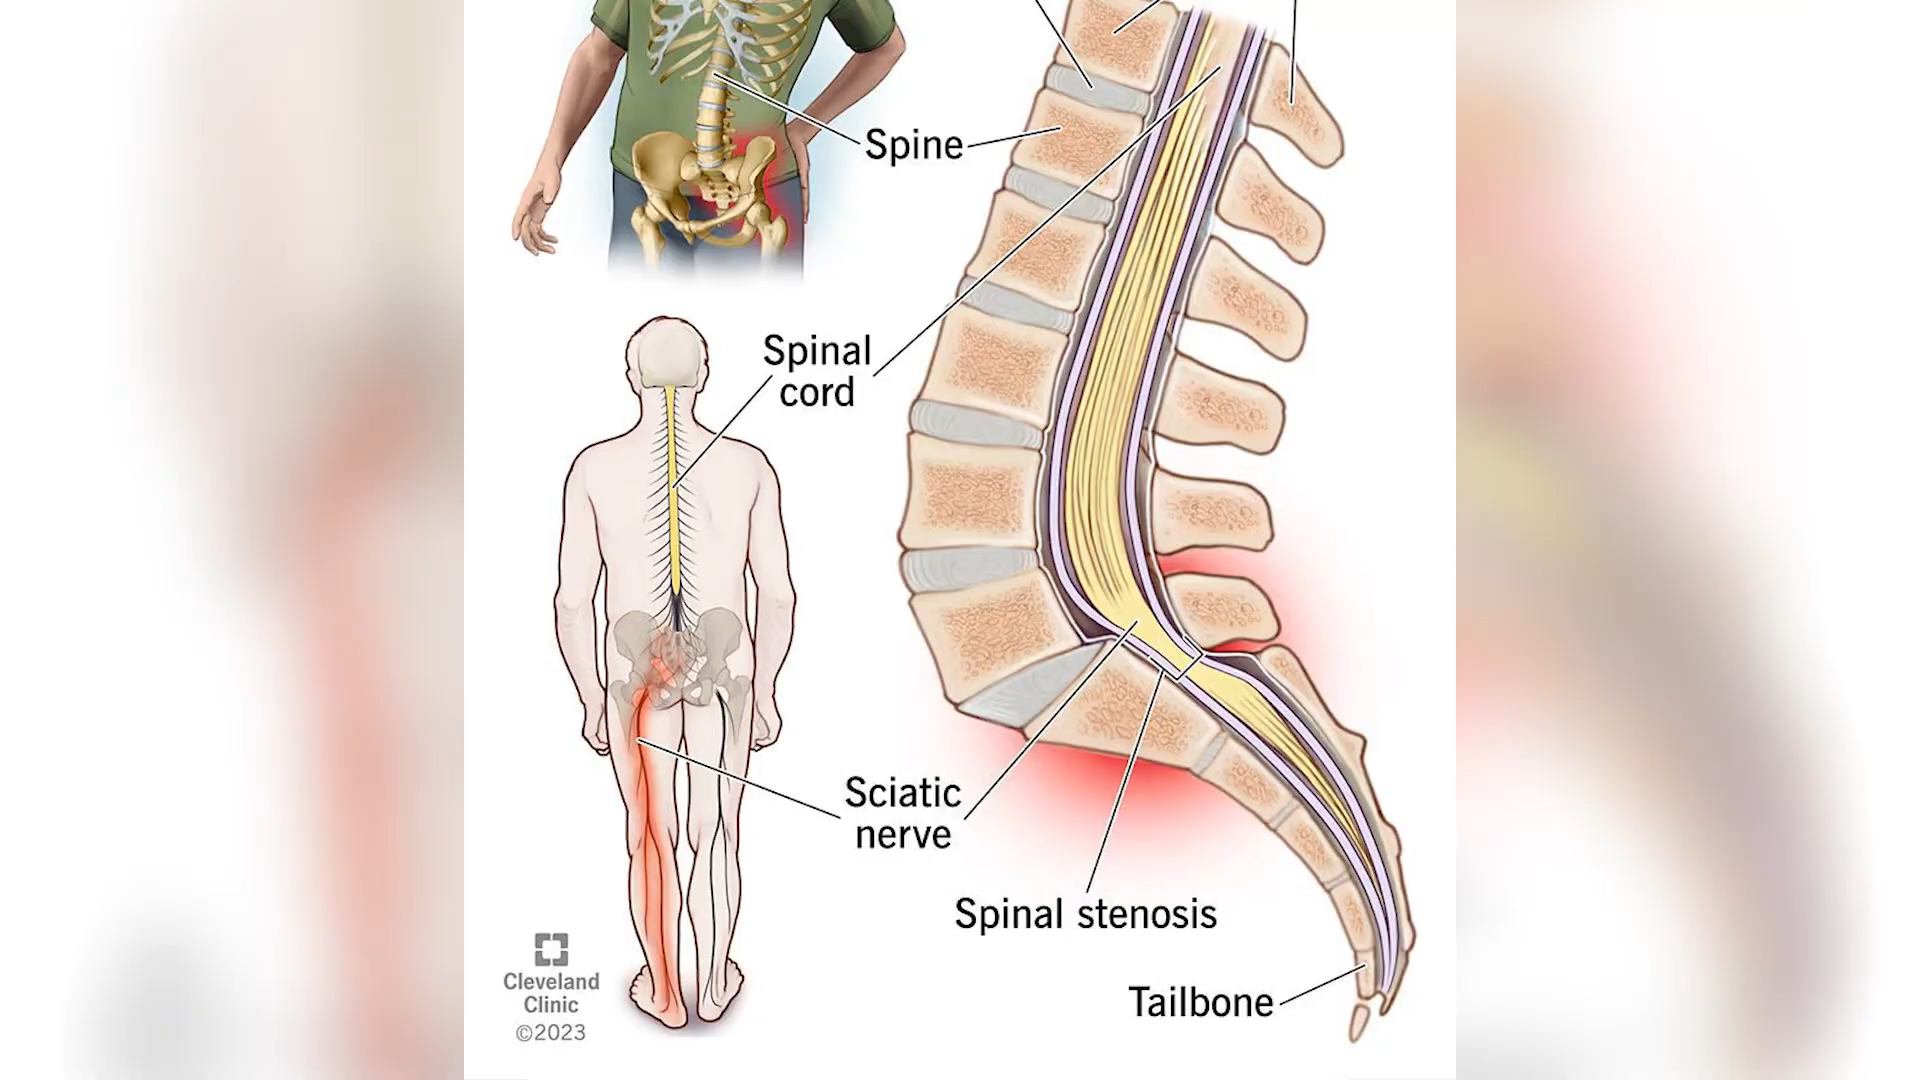 Spine
Spinal
cord
Sciatic
nerve
Spinal stenosis
Tailbone
Cleveland
Clinic
©2023